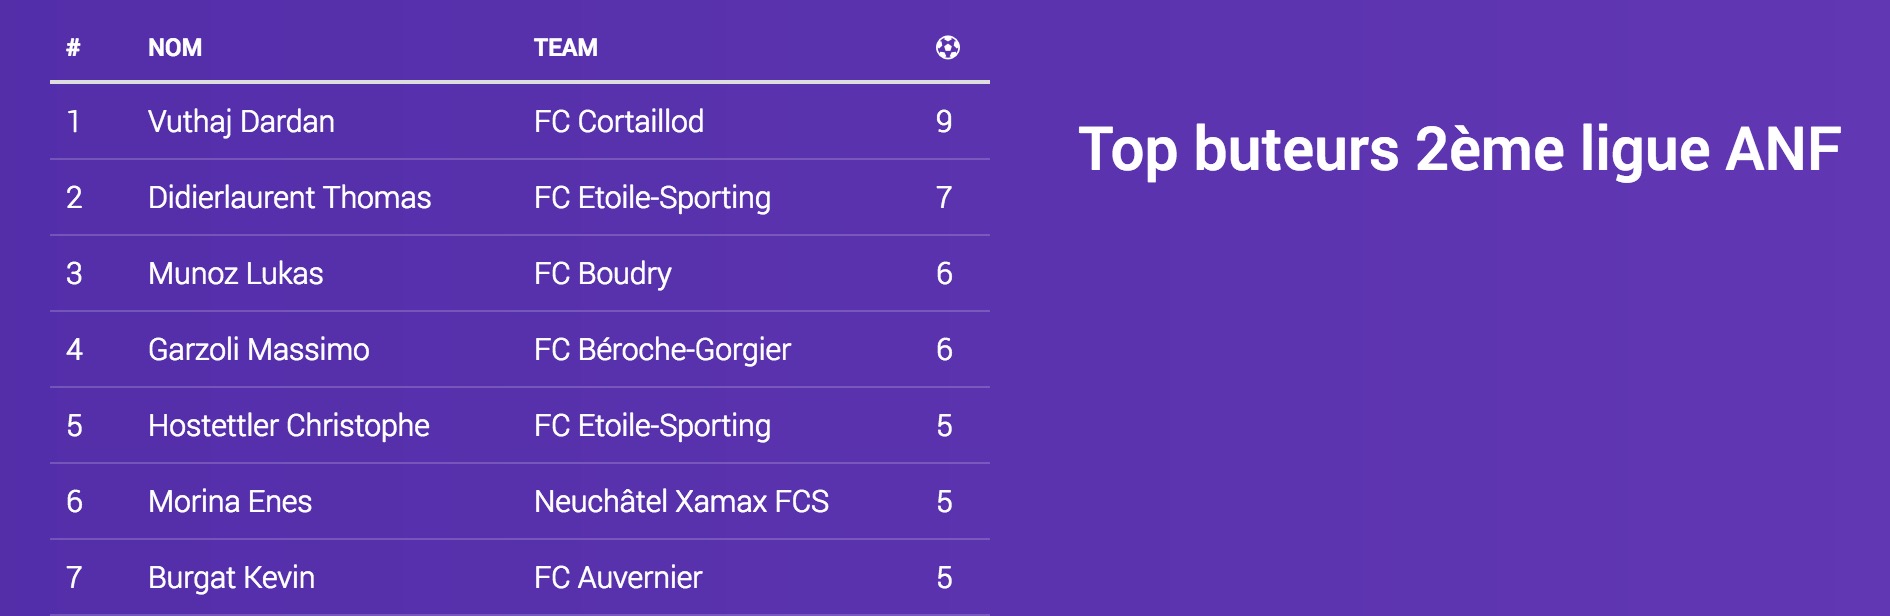 # NOM TEAM
1 Vuthaj Dardan FC Cortaillod 9
2 Didierlaurent Thomas FC Etoile-Sporting 7
3 Munoz Lukas FC Boudry 6
4 Garzoli Massimo FC Béroche-Gorgier 6
5 Hostettler Christophe FC Etoile-Sporting 5
6 Morina Enes Neuchâtel Xamax FCS 5
7 Burgat Kevin FC Auvernier 5
Top buteurs 2ème ligue ANF